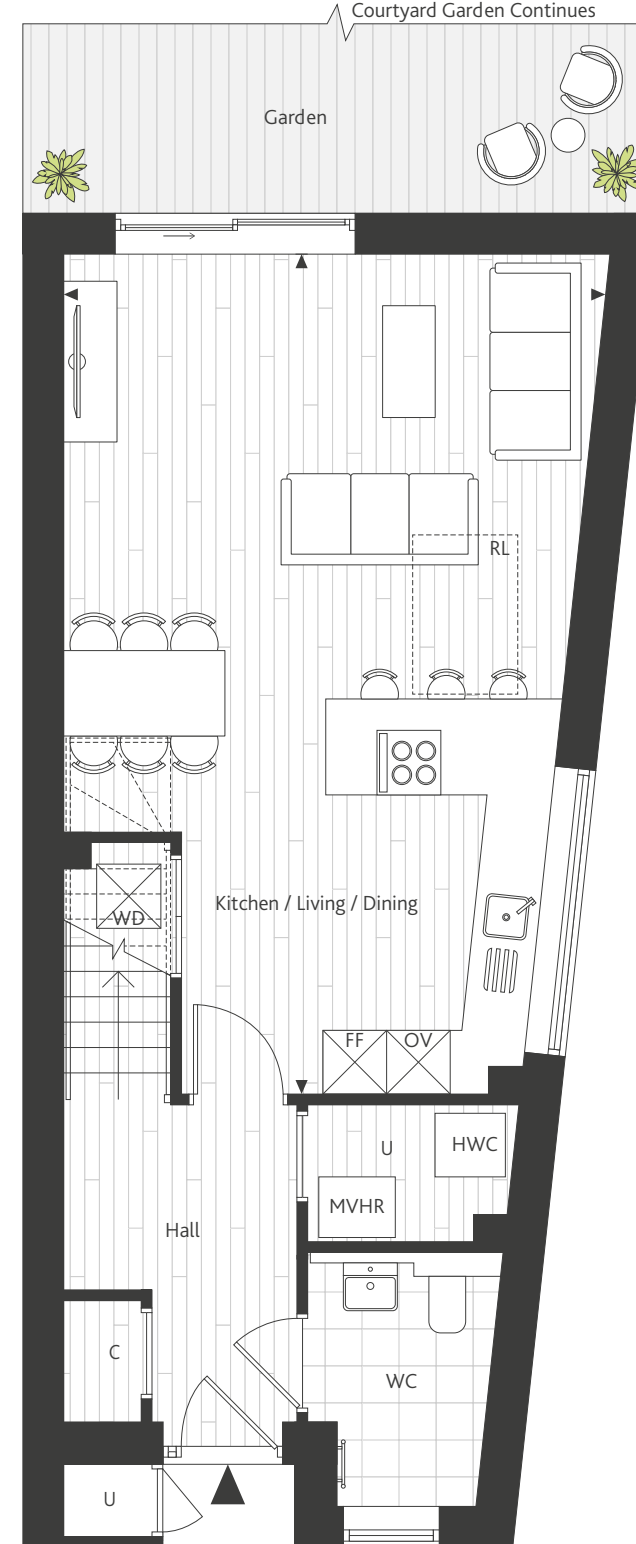 Courtyard Garden Continues
Garden
RL
Kitchen / Living / Dining
WD
FF
OV
U
HWC
MVHR
Hall
C
WC
U